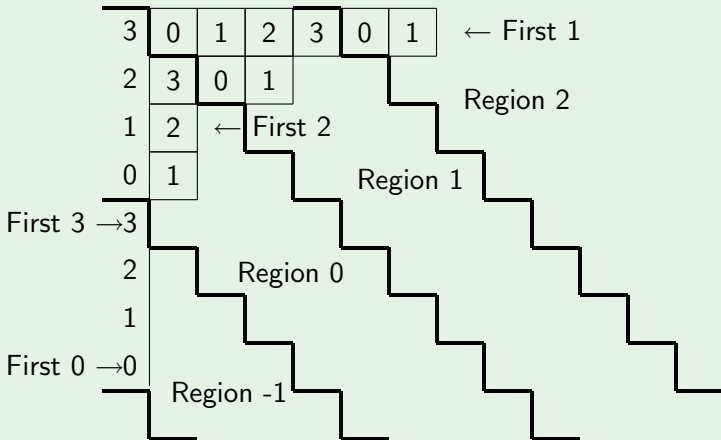 3 0 1 2 3 0 1 ← First 1
2 3 0 1
Region 2
1 2 ← First 2
0 1
Region 1
First 3 →3
2
Region 0
1
First 0 →0
Region -1